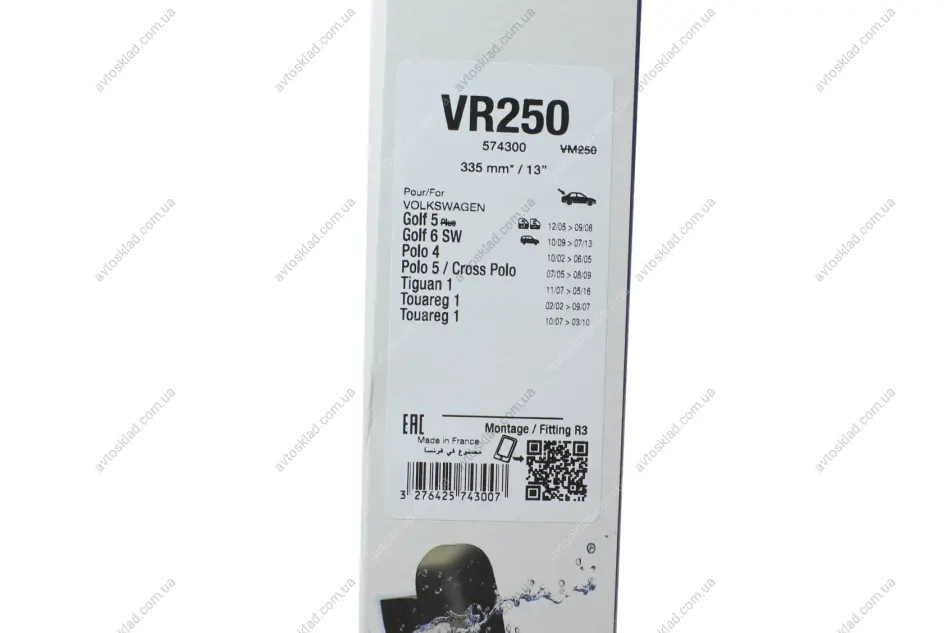 VR250
574300 VM250
335 mm* / 13"
Pour/For
VOLKSWAGEN
Golf 5 Plus 12/05 > 09/08
Golf 6 SW 10/09 > 07/13
Polo 4 10/02 > 06/05
Polo 5 / Cross Polo 07/05 > 08/09
Tiguan 1 11/07 > 05/16
Touareg 1 02/02 > 09/07
Touareg 1 10/07 > 03/10
EAC
Montage / Fitting R3
Made in France
مصنوع في فرنسا
3 276425 743007
avtosklad.com.ua